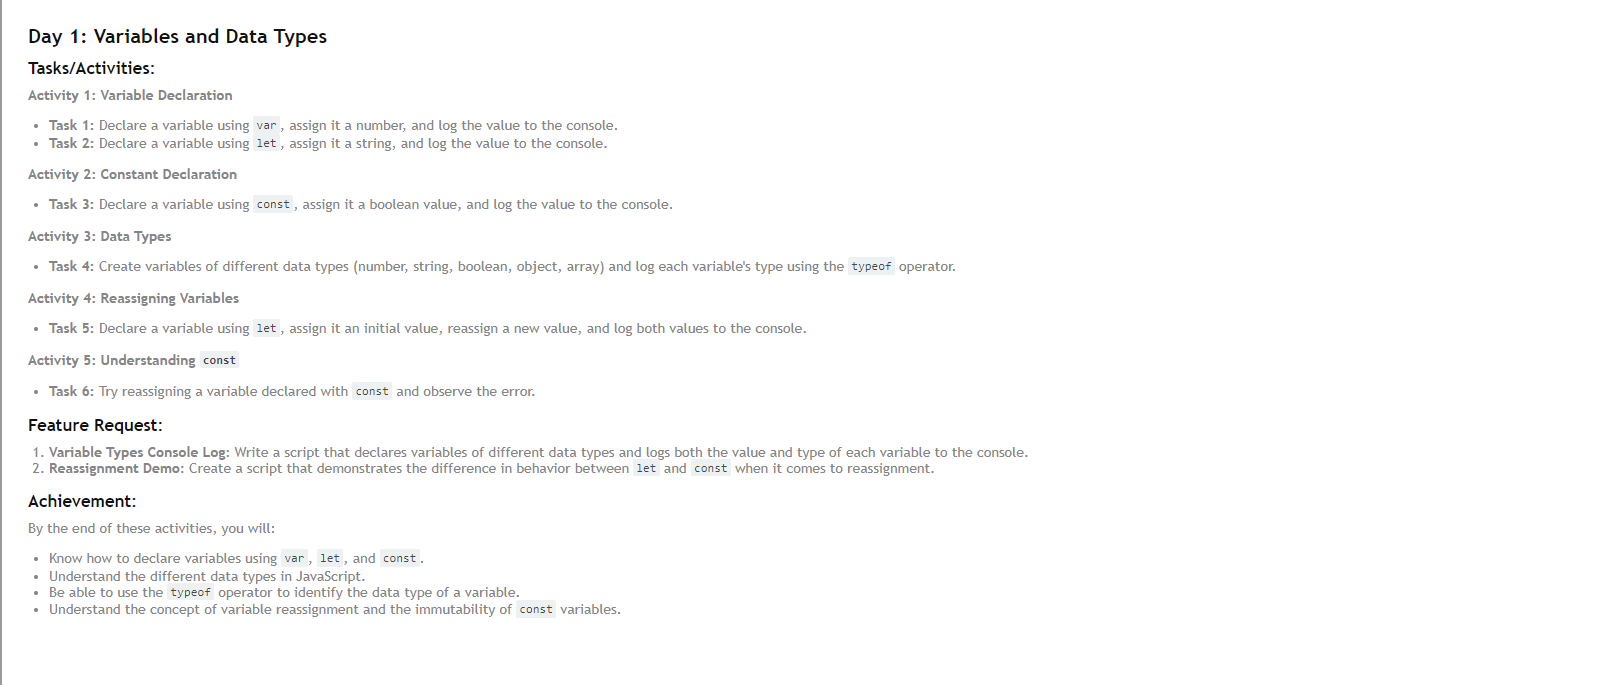 Day 1: Variables and Data Types
Tasks/Activities:
Activity 1: Variable Declaration
• Task 1: Declare a variable using var, assign it a number, and log the value to the console.
• Task 2: Declare a variable using let, assign it a string, and log the value to the console.
Activity 2: Constant Declaration
• Task 3: Declare a variable using const, assign it a boolean value, and log the value to the console.
Activity 3: Data Types
• Task 4: Create variables of different data types (number, string, boolean, object, array) and log each variable's type using the typeof operator.
Activity 4: Reassigning Variables
• Task 5: Declare a variable using let, assign it an initial value, reassign a new value, and log both values to the console.
Activity 5: Understanding const
• Task 6: Try reassigning a variable declared with const and observe the error.
Feature Request:
1. Variable Types Console Log: Write a script that declares variables of different data types and logs both the value and type of each variable to the console.
2. Reassignment Demo: Create a script that demonstrates the difference in behavior between let and const when it comes to reassignment.
Achievement:
By the end of these activities, you will:
• Know how to declare variables using var, let, and const.
• Understand the different data types in JavaScript.
• Be able to use the typeof operator to identify the data type of a variable.
• Understand the concept of variable reassignment and the immutability of const variables.